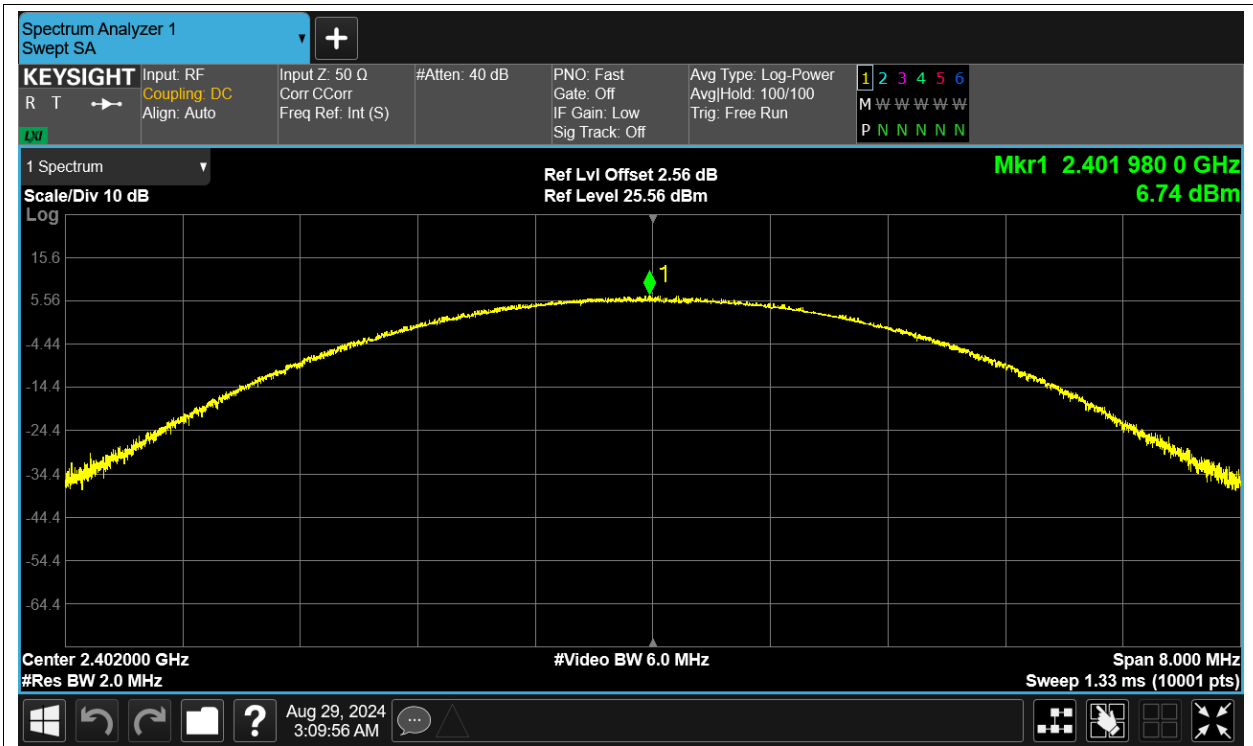 Spectrum Analyzer 1
Swept SA
KEYSIGHT
R T
LXI
Input: RF
Coupling: DC
Align: Auto
Input Z: 50 Ω
Corr CCorr
Freq Ref: Int (S)
#Atten: 40 dB
PNO: Fast
Gate: Off
IF Gain: Low
Sig Track: Off
Avg Type: Log-Power
Avg|Hold: 100/100
Trig: Free Run
1 2 3 4 5 6
M W W W W W
P N N N N N
1 Spectrum
Scale/Div 10 dB
Log
Ref Lvl Offset 2.56 dB
Ref Level 25.56 dBm
Mkr1 2.401 980 0 GHz
6.74 dBm
1
15.6
5.56
-4.44
-14.4
-24.4
-34.4
-44.4
-54.4
-64.4
Center 2.402000 GHz
#Res BW 2.0 MHz
#Video BW 6.0 MHz
Span 8.000 MHz
Sweep 1.33 ms (10001 pts)
?
Aug 29, 2024
3:09:56 AM